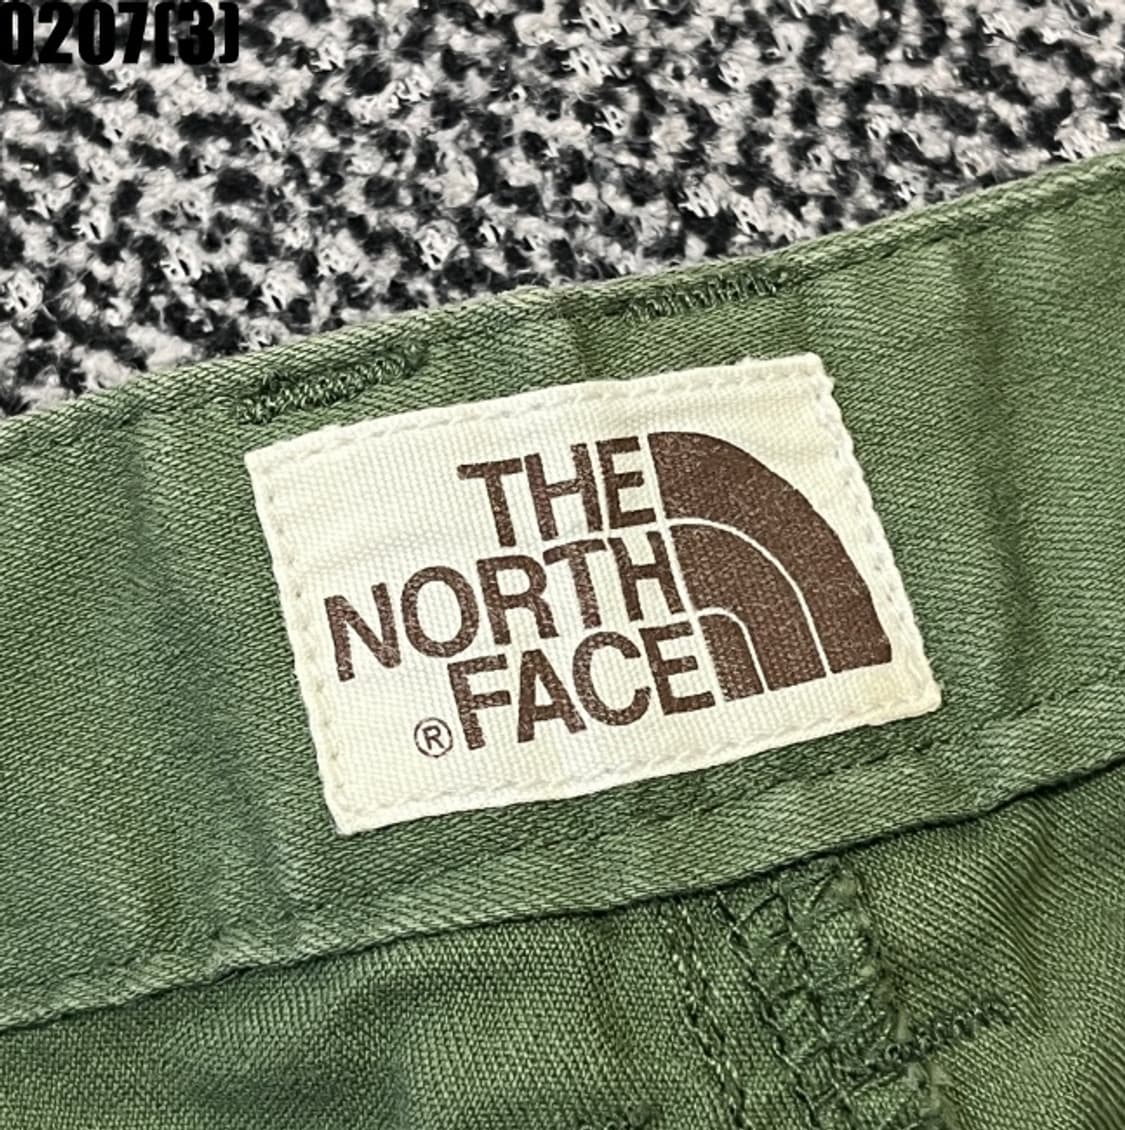 0207(3)
THE
NORTH
®FACE